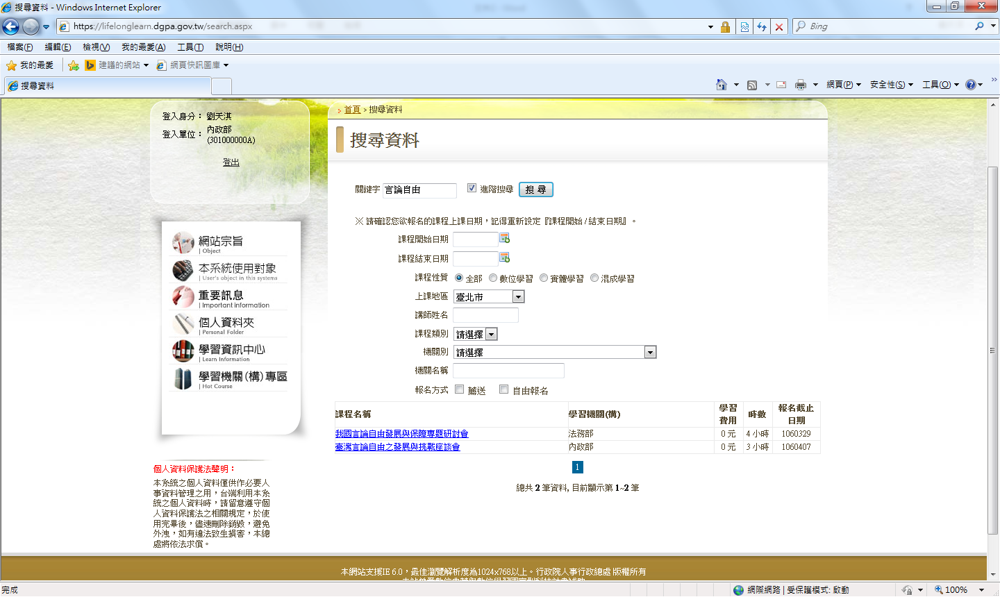 搜尋資料 - Windows Internet Explorer
https://lifelonglearn.dgpa.gov.tw/search.aspx
Bing
檔案(F) 編輯(E) 檢視(V) 我的最愛(A) 工具(T) 說明(H)
我的最愛 建議的網站 網頁快訊圖庫
搜尋資料
網頁(P) 安全性(S) 工具(O)
登入身分： 劉天淇
登入單位： 內政部
(301000000A)
登出
網站宗旨
| Object
本系統使用對象
| User's object in this systems
重要訊息
| Important information
個人資料夾
| Personal Folder
學習資訊中心
| Learn Information
學習機關(構)專區
| Hot Course
個人資料保護法聲明：
本系統之個人資料僅供作必要人
事資料管理之用，台端利用本系
統之個人資料時，請留意遵守個
人資料保護法之相關規定，於使
用完畢後，儘速刪除銷毀，避免
外洩，如有違法致生損害，本總
處將依法求償。
首頁 > 搜尋資料
搜尋資料
關鍵字 言論自由 進階搜尋 搜 尋
※ 請確認您欲報名的課程上課日期，記得重新設定『課程開始 / 結束日期』。
課程開始日期
課程結束日期
課程性質 全部 數位學習 實體學習 混成學習
上課地區 臺北市
講師姓名
課程類別 請選擇
機關別 請選擇
機關名稱
報名方式 薦送 自由報名
課程名稱 學習機關(構) 學習費用 時數 報名截止日期
我國言論自由發展與保障專題研討會 法務部 0 元 4 小時 1060329
臺灣言論自由之發展與挑戰座談會 內政部 0 元 3 小時 1060407
1
總共 2 筆資料, 目前顯示第 1~2 筆
本網站支援IE 6.0，最佳瀏覽解析度為1024x768以上。行政院人事行政總處 版權所有
完成
網際網路 | 受保護模式: 啟動
100%